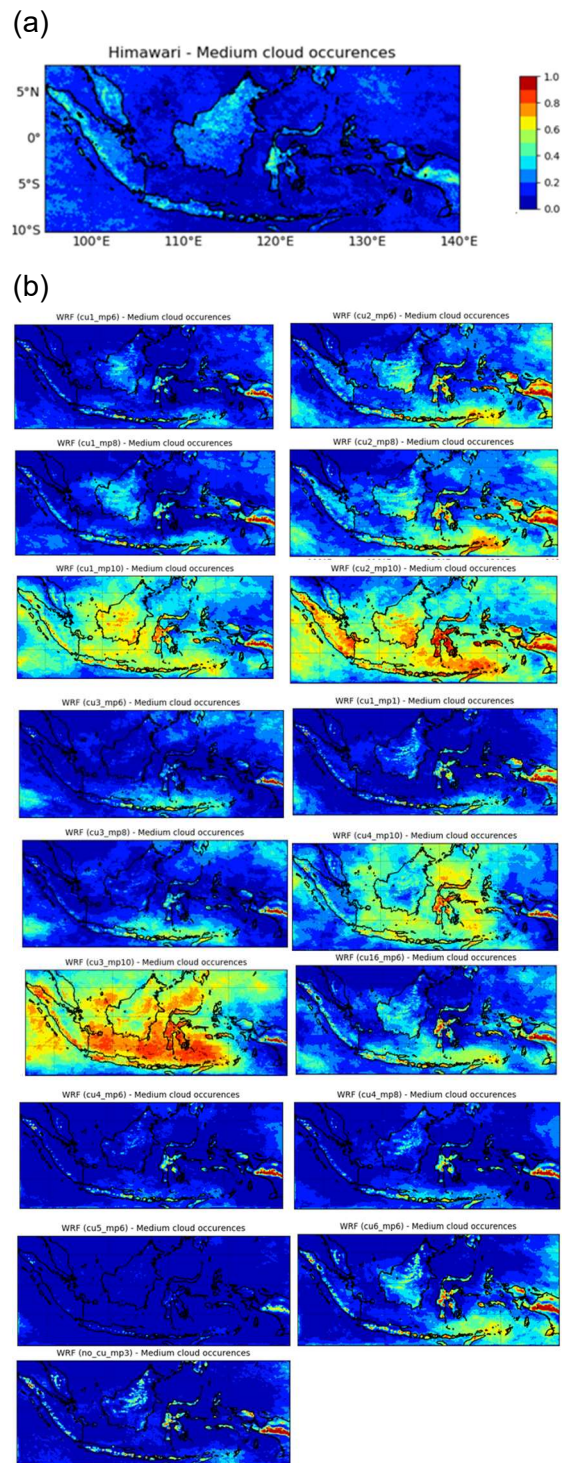 (a)
Himawari - Medium cloud occurences
5°N
0°
5°S
10°S
100°E 110°E 120°E 130°E 140°E
1.0
0.8
0.6
0.4
0.2
0.0
(b)
WRF (cu1_mp6) - Medium cloud occurences
WRF (cu2_mp6) - Medium cloud occurences
WRF (cu1_mp8) - Medium cloud occurences
WRF (cu2_mp8) - Medium cloud occurences
WRF (cu1_mp10) - Medium cloud occurences
WRF (cu2_mp10) - Medium cloud occurences
WRF (cu3_mp6) - Medium cloud occurences
WRF (cu1_mp1) - Medium cloud occurences
WRF (cu3_mp8) - Medium cloud occurences
WRF (cu4_mp10) - Medium cloud occurences
WRF (cu3_mp10) - Medium cloud occurences
WRF (cu16_mp6) - Medium cloud occurences
WRF (cu4_mp6) - Medium cloud occurences
WRF (cu4_mp8) - Medium cloud occurences
WRF (cu5_mp6) - Medium cloud occurences
WRF (cu6_mp6) - Medium cloud occurences
WRF (no_cu_mp3) - Medium cloud occurences